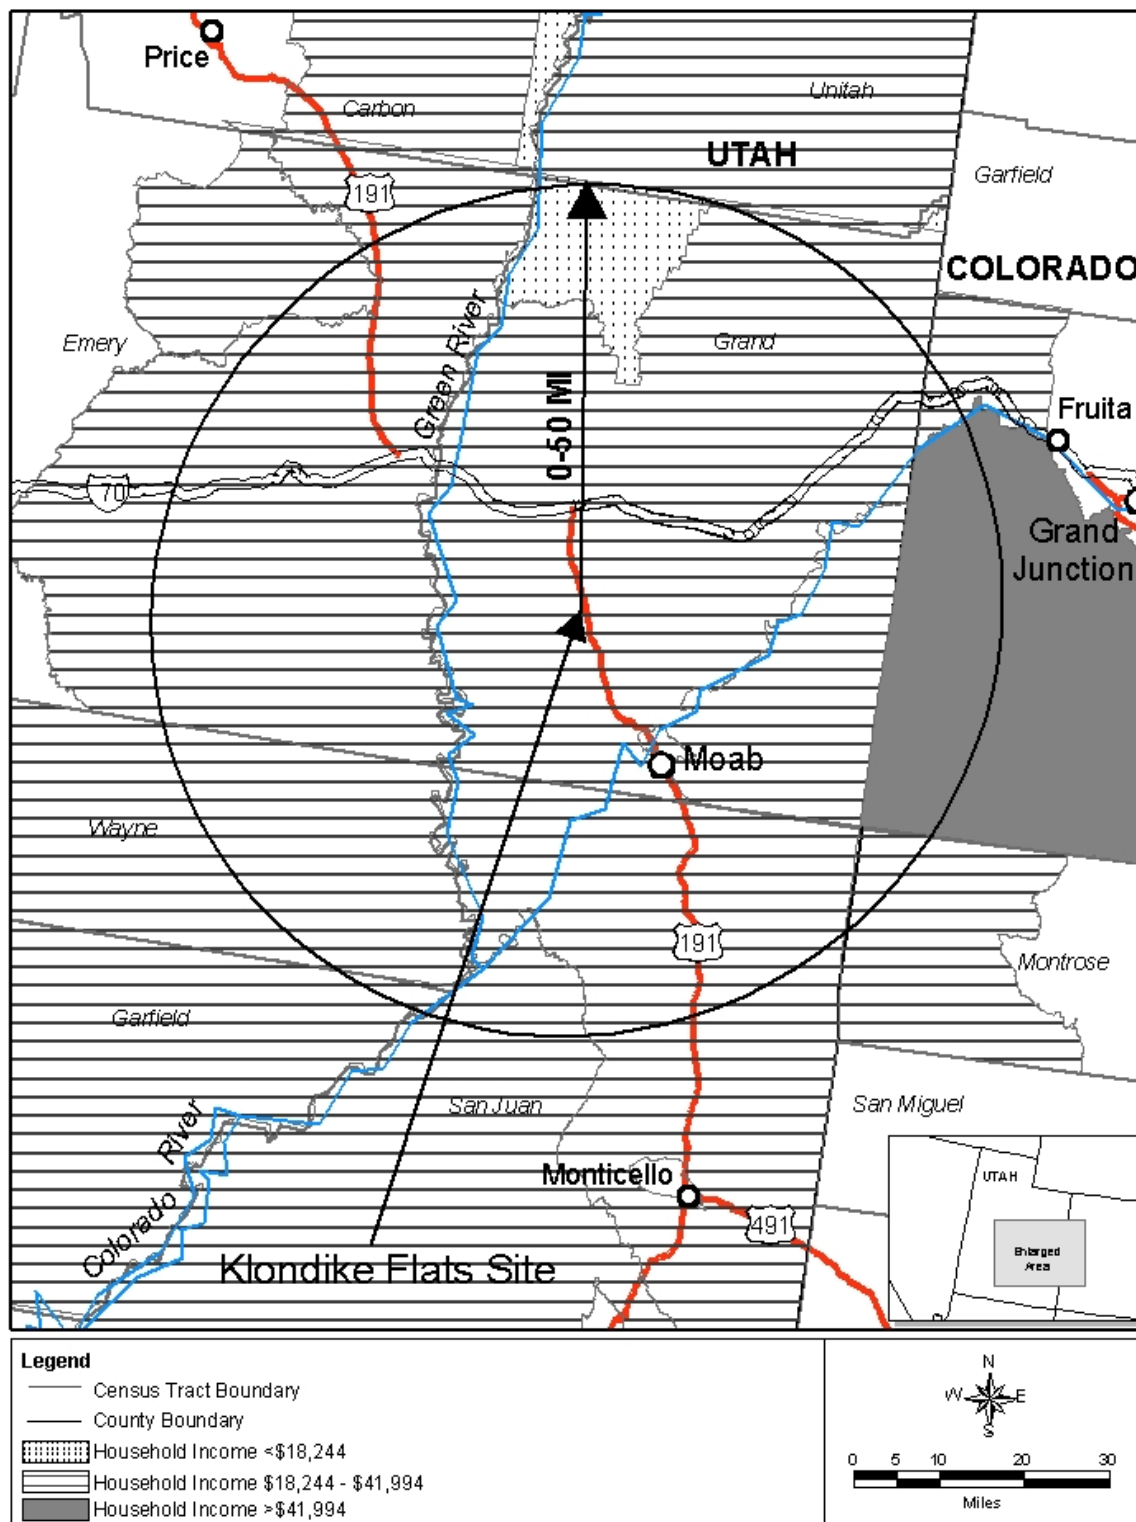 Price
Carbon
Unitah
UTAH
Garfield
191
COLORADO
Emery
Green River
Grand
0-50 MI
Fruita
70
Grand
Junction
Moab
Wayne
191
Montrose
Garfield
San Juan
San Miguel
Colorado River
Monticello
UTAH
491
Enlarged
Area
Klondike Flats Site
Legend
Census Tract Boundary
County Boundary
Household Income <$18,244
Household Income $18,244 - $41,994
Household Income >$41,994
N
W E
S
0 5 10 20 30
Miles